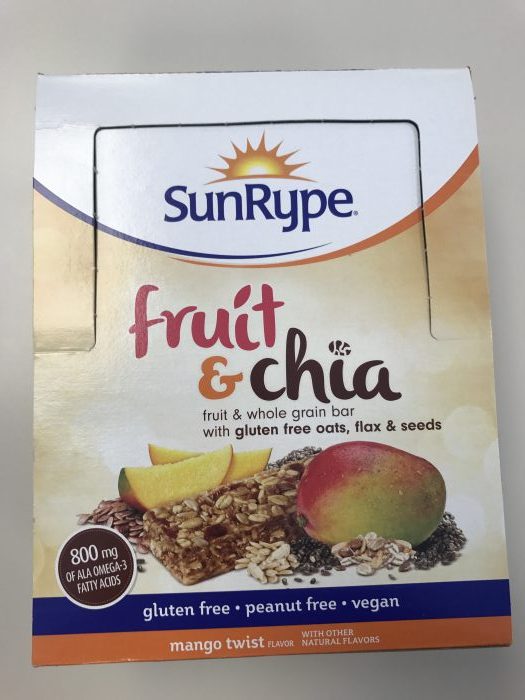 SunRype®
fruit
& chia
fruit & whole grain bar
with gluten free oats, flax & seeds
800 mg
OF ALA OMEGA-3
FATTY ACIDS
gluten free • peanut free • vegan
mango twist FLAVOR WITH OTHER
NATURAL FLAVORS